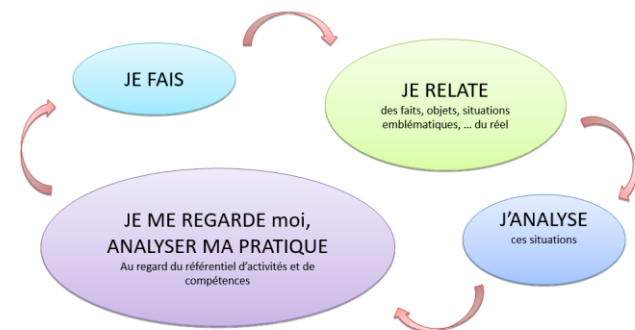 JE FAIS
JE RELATE
des faits, objets, situations
emblématiques, ... du réel
J'ANALYSE
ces situations
JE ME REGARDE moi,
ANALYSER MA PRATIQUE
Au regard du référentiel d'activités et de
compétences